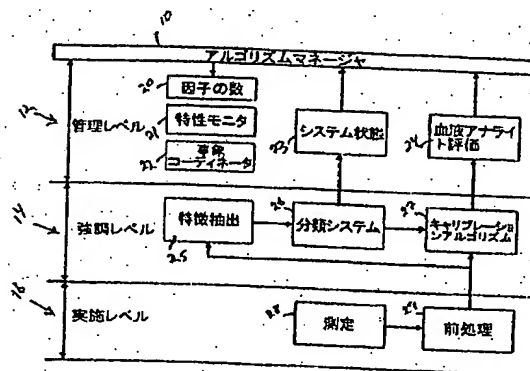 10
アルゴリズムマネージャ
20
因子の数
12
管理レベル
21
特性モニタ
23
システム状態
24
血液アナライト評価
22
事象コーディネータ
14
強調レベル
特徴抽出
25
26
分類システム
27
キャリブレーションアルゴリズム
16
実施レベル
28
測定
前処理